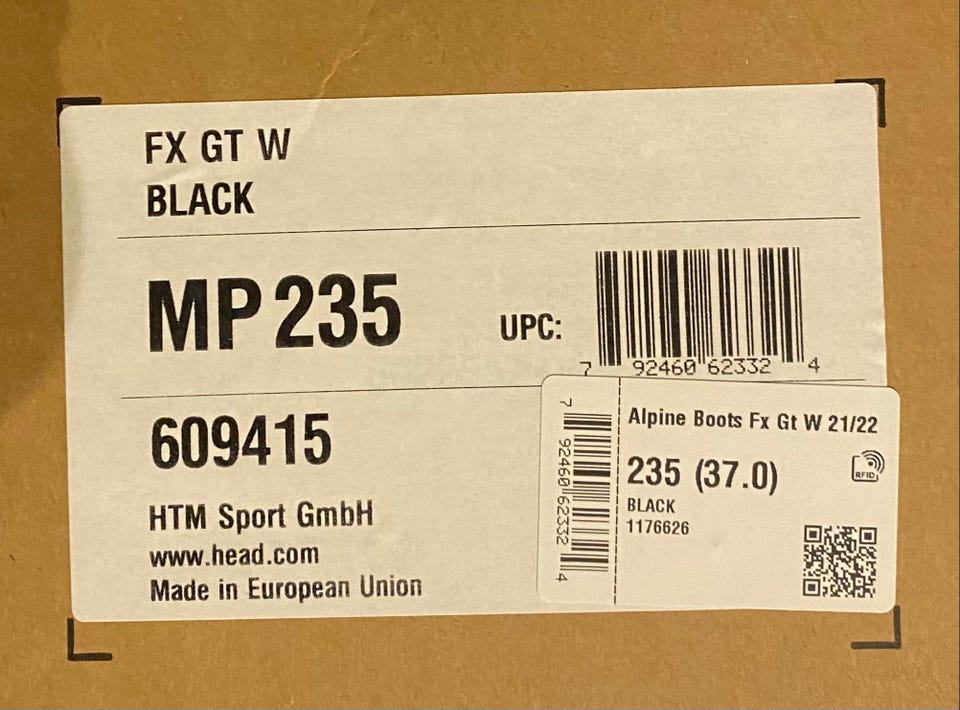 FX GT W
BLACK
MP 235
UPC:
7 92460 62332 4
609415
HTM Sport GmbH
www.head.com
Made in European Union
7 92460 62332 4
Alpine Boots Fx Gt W 21/22
235 (37.0)
RFID
BLACK
1176626